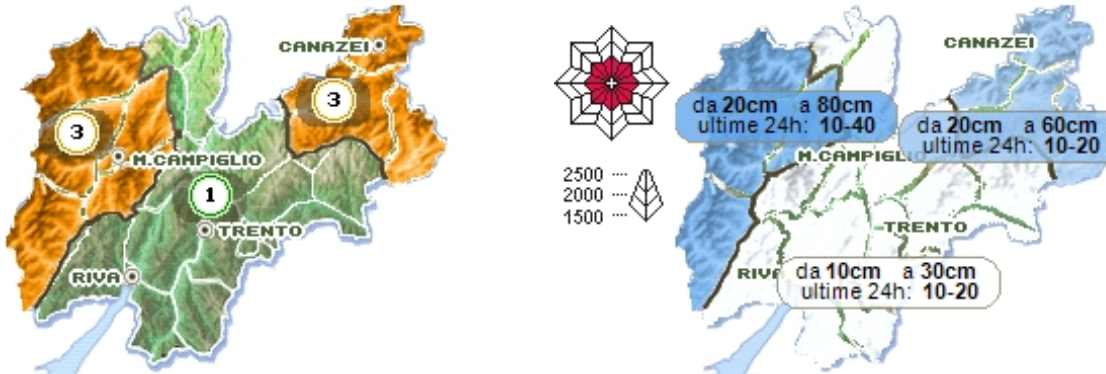 CANAZEI
3
3
M.CAMPIGLIO
1
TRENTO
RIVA
2500
2000
1500
CANAZEI
da 20cm a 80cm
ultime 24h: 10-40
da 20cm a 60cm
ultime 24h: 10-20
M.CAMPIGLIO
TRENTO
RIVA
da 10cm a 30cm
ultime 24h: 10-20